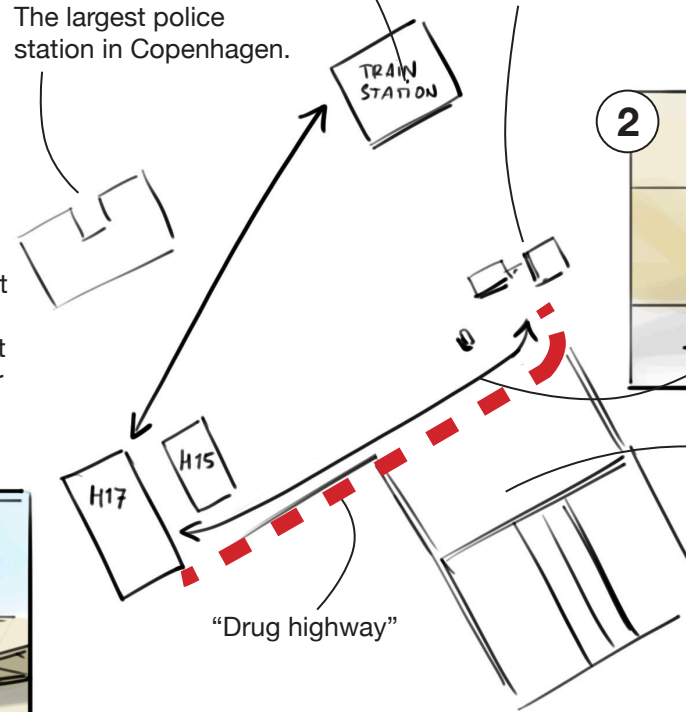 The largest police
station in Copenhagen.
TRAIN
STATION
2
t
t
r
H15
H17
“Drug highway”